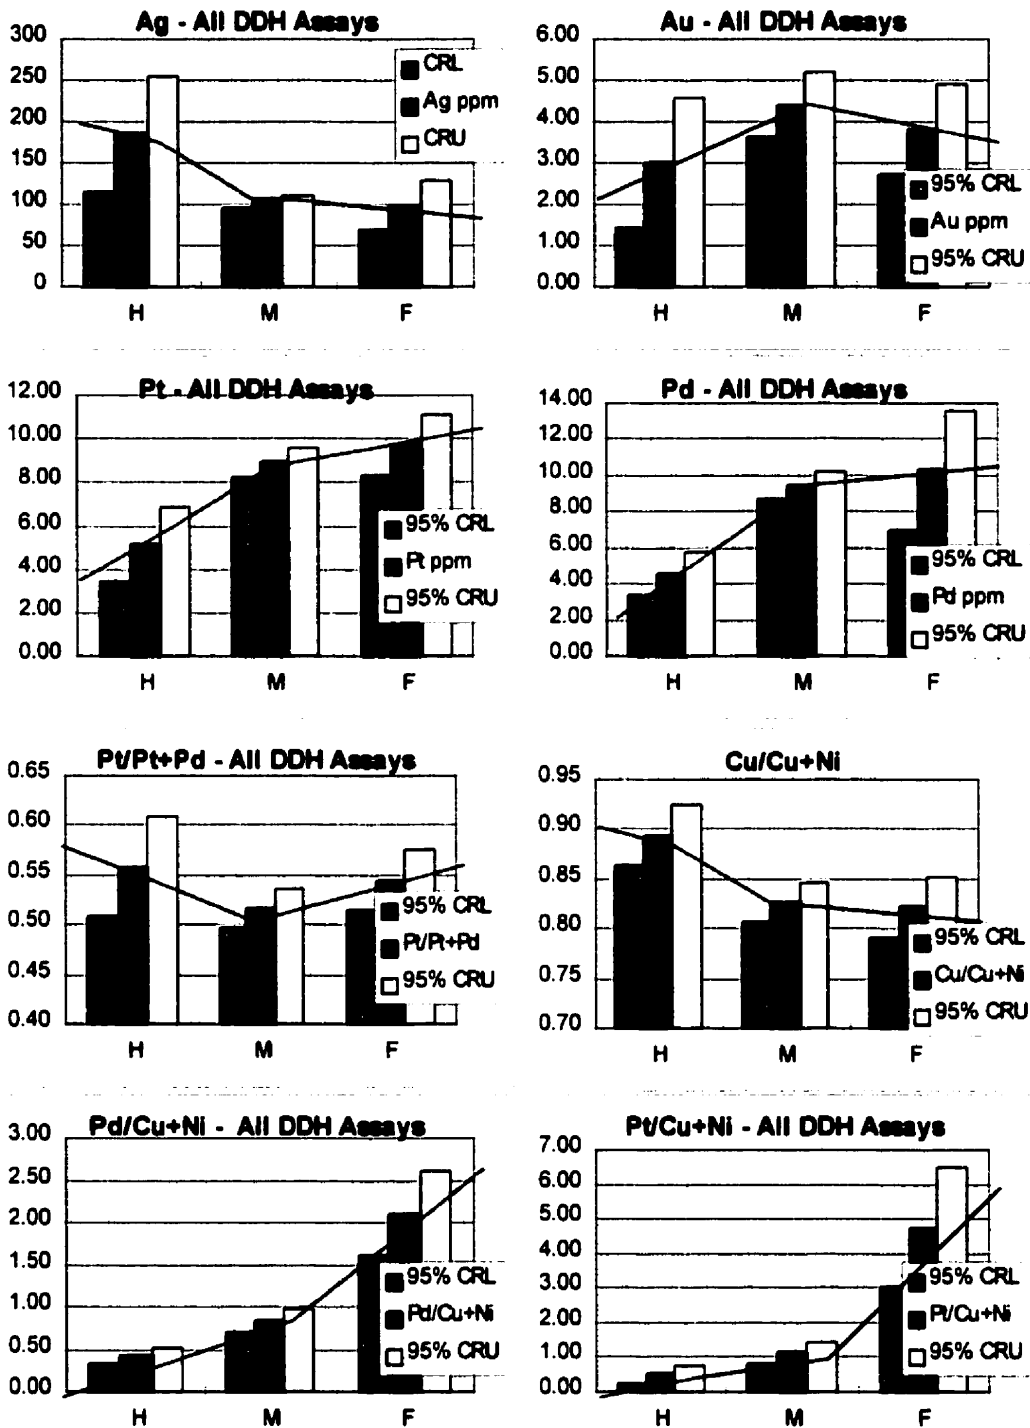 Ag - All DDH Assays
300
250
200
150
100
50
0
CRL
Ag ppm
CRU
H M F
Au - All DDH Assays
6.00
5.00
4.00
3.00
2.00
1.00
0.00
95% CRL
Au ppm
95% CRU
H M F
Pt - All DDH Assays
12.00
10.00
8.00
6.00
4.00
2.00
0.00
95% CRL
Pt ppm
95% CRU
H M F
Pd - All DDH Assays
14.00
12.00
10.00
8.00
6.00
4.00
2.00
0.00
95% CRL
Pd ppm
95% CRU
H M F
Pt/Pt+Pd - All DDH Assays
0.65
0.60
0.55
0.50
0.45
0.40
95% CRL
Pt/Pt+Pd
95% CRU
H M F
Cu/Cu+Ni
0.95
0.90
0.85
0.80
0.75
0.70
95% CRL
Cu/Cu+Ni
95% CRU
H M F
Pd/Cu+Ni - All DDH Assays
3.00
2.50
2.00
1.50
1.00
0.50
0.00
95% CRL
Pd/Cu+Ni
95% CRU
H M F
Pt/Cu+Ni - All DDH Assays
7.00
6.00
5.00
4.00
3.00
2.00
1.00
0.00
95% CRL
Pt/Cu+Ni
95% CRU
H M F